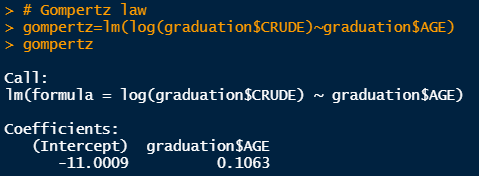 > # Gompertz law
> gompertz=lm(log(graduation$CRUDE)~graduation$AGE)
> gompertz
Call:
lm(formula = log(graduation$CRUDE) ~ graduation$AGE)
Coefficients:
(Intercept) graduation$AGE
-11.0009 0.1063